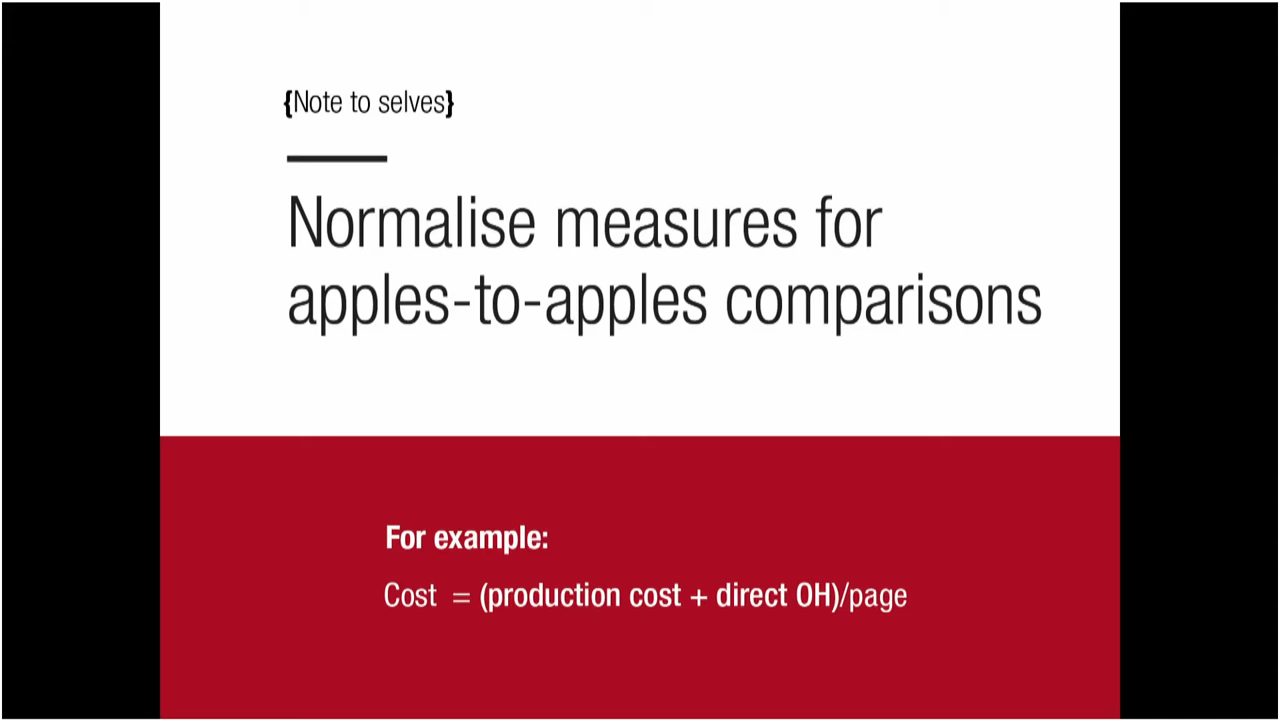 {Note to selves}
Normalise measures for
apples-to-apples comparisons
For example:
Cost = (production cost + direct OH)/page